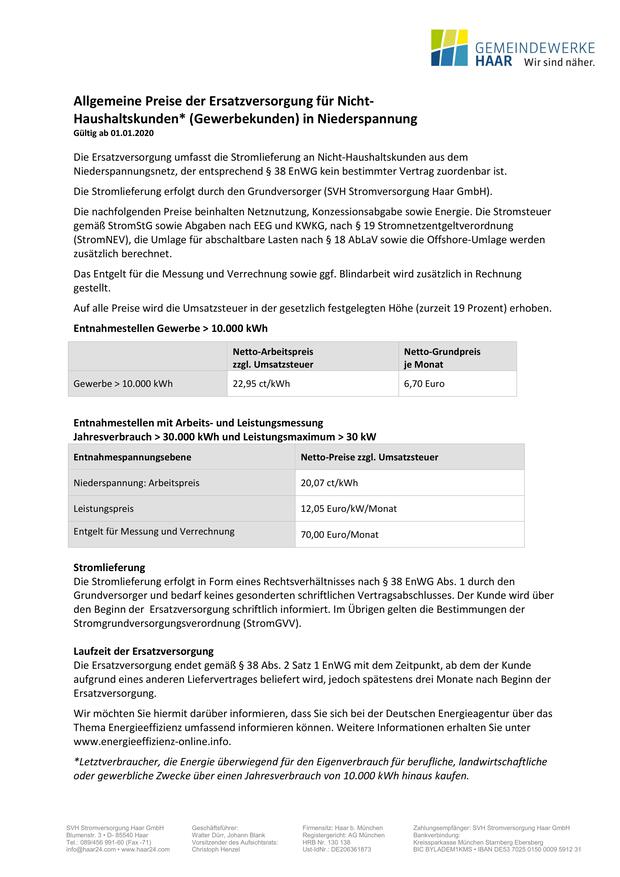 GEMEINDEWERKE
HAAR Wir sind näher.
Allgemeine Preise der Ersatzversorgung für Nicht-
Haushaltskunden* (Gewerbekunden) in Niederspannung
Gültig ab 01.01.2020
Die Ersatzversorgung umfasst die Stromlieferung an Nicht-Haushaltskunden aus dem
Niederspannungsnetz, der entsprechend § 38 EnWG kein bestimmter Vertrag zuordenbar ist.
Die Stromlieferung erfolgt durch den Grundversorger (SVH Stromversorgung Haar GmbH).
Die nachfolgenden Preise beinhalten Netznutzung, Konzessionsabgabe sowie Energie. Die Stromsteuer
gemäß StromStG sowie Abgaben nach EEG und KWKG, nach § 19 Stromnetzentgeltverordnung
(StromNEV), die Umlage für abschaltbare Lasten nach § 18 AbLaV sowie die Offshore-Umlage werden
zusätzlich berechnet.
Das Entgelt für die Messung und Verrechnung sowie ggf. Blindarbeit wird zusätzlich in Rechnung
gestellt.
Auf alle Preise wird die Umsatzsteuer in der gesetzlich festgelegten Höhe (zurzeit 19 Prozent) erhoben.
Entnahmestellen Gewerbe > 10.000 kWh
Netto-Arbeitspreis
zzgl. Umsatzsteuer
Netto-Grundpreis
je Monat
Gewerbe > 10.000 kWh 22,95 ct/kWh 6,70 Euro
Entnahmestellen mit Arbeits- und Leistungsmessung
Jahresverbrauch > 30.000 kWh und Leistungsmaximum > 30 kW
Entnahmespannungsebene Netto-Preise zzgl. Umsatzsteuer
Niederspannung: Arbeitspreis 20,07 ct/kWh
Leistungspreis 12,05 Euro/kW/Monat
Entgelt für Messung und Verrechnung 70,00 Euro/Monat
Stromlieferung
Die Stromlieferung erfolgt in Form eines Rechtsverhältnisses nach § 38 EnWG Abs. 1 durch den
Grundversorger und bedarf keines gesonderten schriftlichen Vertragsabschlusses. Der Kunde wird über
den Beginn der Ersatzversorgung schriftlich informiert. Im Übrigen gelten die Bestimmungen der
Stromgrundversorgungsverordnung (StromGVV).
Laufzeit der Ersatzversorgung
Die Ersatzversorgung endet gemäß § 38 Abs. 2 Satz 1 EnWG mit dem Zeitpunkt, ab dem der Kunde
aufgrund eines anderen Liefervertrages beliefert wird, jedoch spätestens drei Monate nach Beginn der
Ersatzversorgung.
Wir möchten Sie hiermit darüber informieren, dass Sie sich bei der Deutschen Energieagentur über das
Thema Energieeffizienz umfassend informieren können. Weitere Informationen erhalten Sie unter
www.energieeffizienz-online.info.
*Letztverbraucher, die Energie überwiegend für den Eigenverbrauch für berufliche, landwirtschaftliche
oder gewerbliche Zwecke über einen Jahresverbrauch von 10.000 kWh hinaus kaufen.
SVH Stromversorgung Haar GmbH
Blumenstr. 3 • D- 85540 Haar
Tel.: 089/456 991-60 (Fax -71)
info@haar24.com • www.haar24.com
Geschäftsführer:
Walter Dürr, Johann Blank
Vorsitzender des Aufsichtsrats:
Christoph Henzel
Firmensitz: Haar b. München
Registergericht: AG München
HRB Nr. 130 138
Ust-IdNr.: DE206361873
Zahlungsempfänger: SVH Stromversorgung Haar GmbH
Bankverbindung:
Kreissparkasse München Starnberg Ebersberg
BIC BYLADEM1KMS • IBAN DE53 7025 0150 0009 5912 31